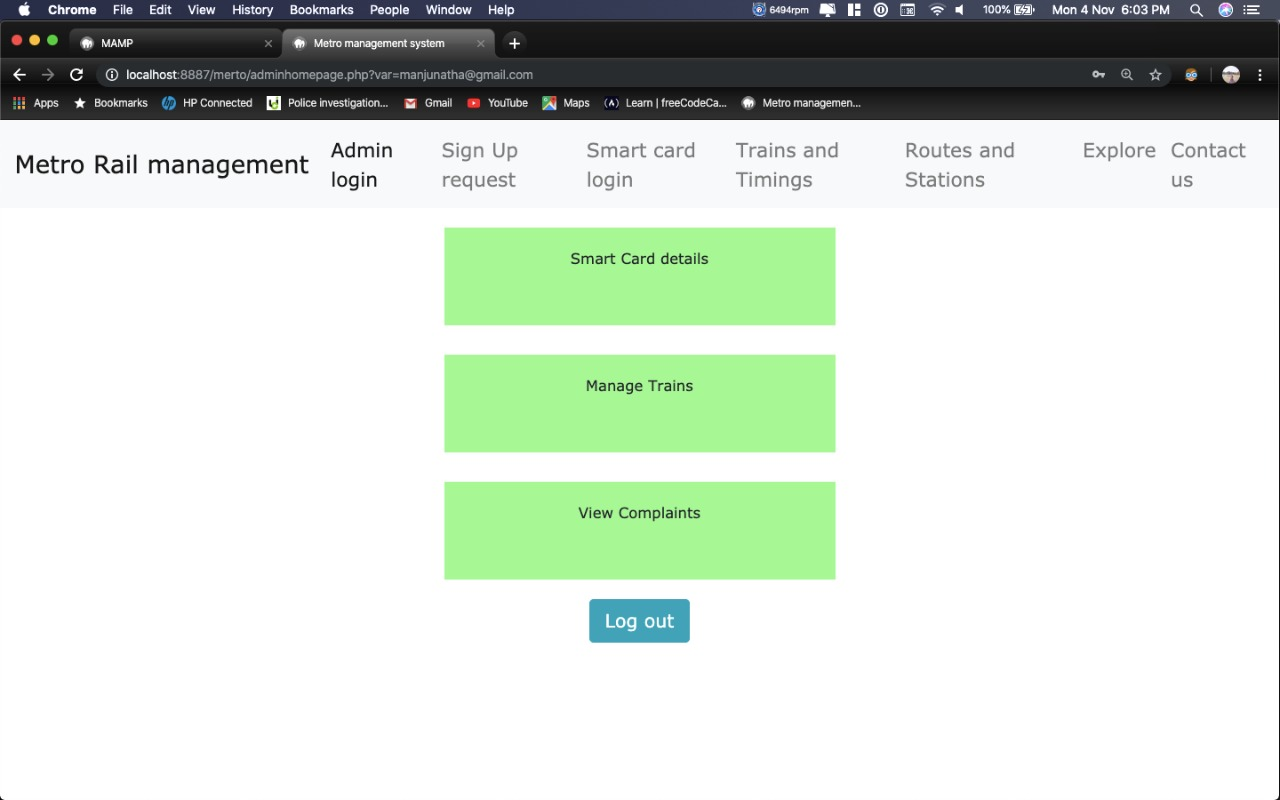 Chrome File Edit View History Bookmarks People Window Help 6494rpm 100% Mon 4 Nov 6:03 PM
MAMP Metro management system
localhost:8887/merto/adminhomepage.php?var=manjunatha@gmail.com
Apps Bookmarks HP Connected Police investigation... Gmail YouTube Maps Learn | freeCodeCa... Metro managemen...
Metro Rail management
Admin
login
Sign Up
request
Smart card
login
Trains and
Timings
Routes and
Stations
Explore
Contact
us
Smart Card details
Manage Trains
View Complaints
Log out